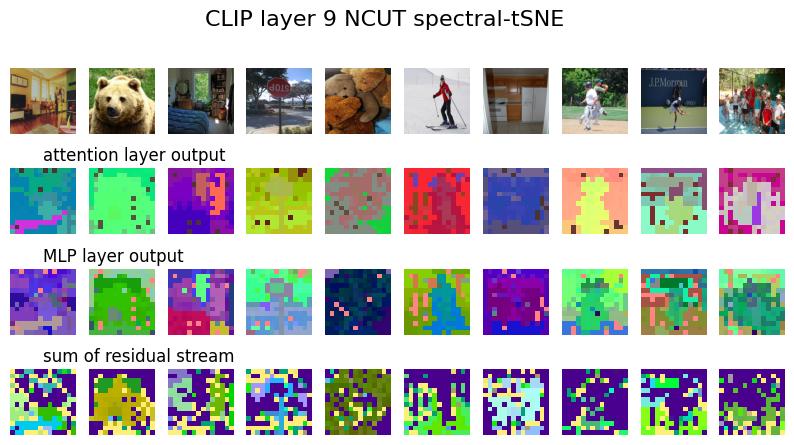 CLIP layer 9 NCUT spectral-tSNE
STOP
J.P.Morgan
attention layer output
MLP layer output
sum of residual stream